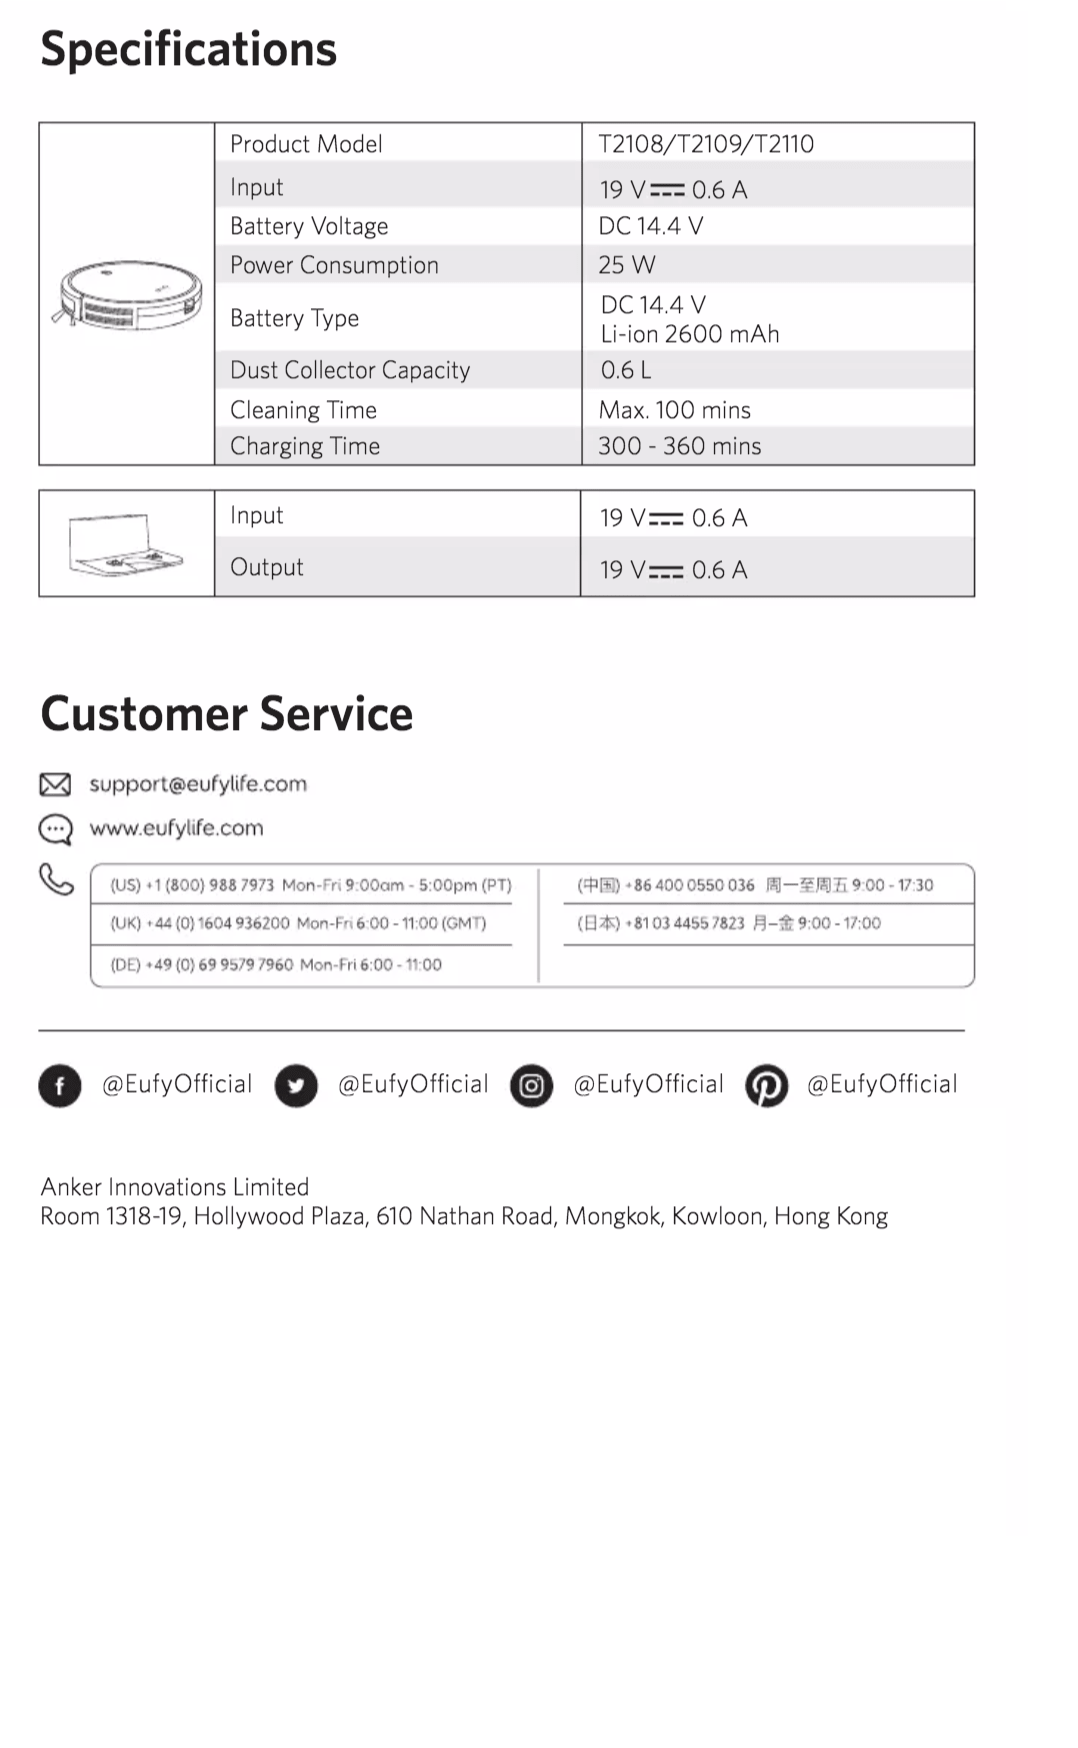 Specifications
Product Model T2108/T2109/T2110
Input 19 V⎓ 0.6 A
Battery Voltage DC 14.4 V
Power Consumption 25 W
Battery Type DC 14.4 V
Li-ion 2600 mAh
Dust Collector Capacity 0.6 L
Cleaning Time Max. 100 mins
Charging Time 300 - 360 mins
Input 19 V⎓ 0.6 A
Output 19 V⎓ 0.6 A
Customer Service
support@eufylife.com
www.eufylife.com
(US) +1 (800) 988 7973 Mon-Fri 9:00am - 5:00pm (PT)
(UK) +44 (0) 1604 936200 Mon-Fri 6:00 - 11:00 (GMT)
(DE) +49 (0) 69 9579 7960 Mon-Fri 6:00 - 11:00
(中国) +86 400 0550 036 周一至周五 9:00 - 17:30
(日本) +81 03 4455 7823 月–金 9:00 - 17:00
@EufyOfficial @EufyOfficial @EufyOfficial @EufyOfficial
Anker Innovations Limited
Room 1318-19, Hollywood Plaza, 610 Nathan Road, Mongkok, Kowloon, Hong Kong